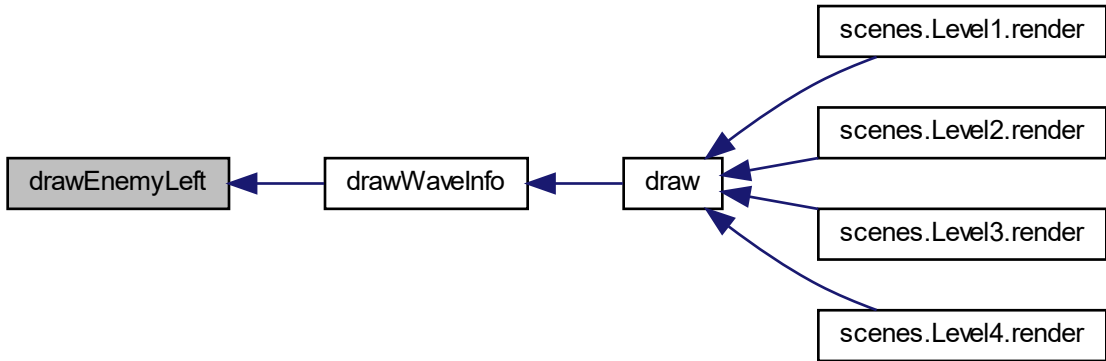 drawEnemyLeft
drawWaveInfo
draw
scenes.Level1.render
scenes.Level2.render
scenes.Level3.render
scenes.Level4.render